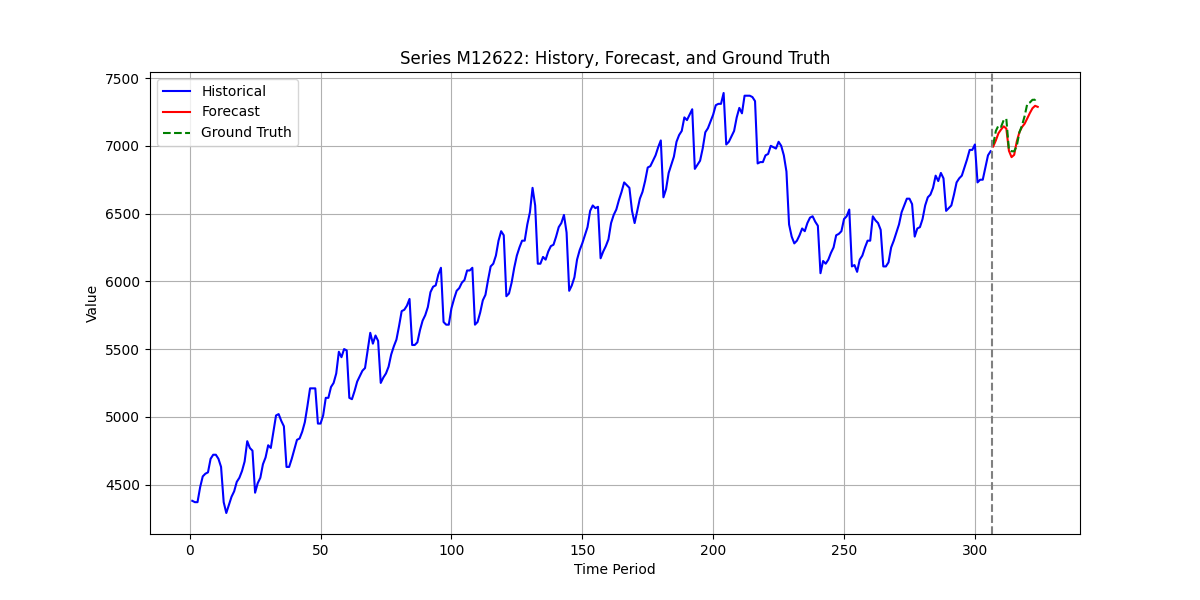 Series M12622: History, Forecast, and Ground Truth
Historical
Forecast
Ground Truth
7500
7000
6500
6000
5500
5000
4500
Value
0 50 100 150 200 250 300
Time Period